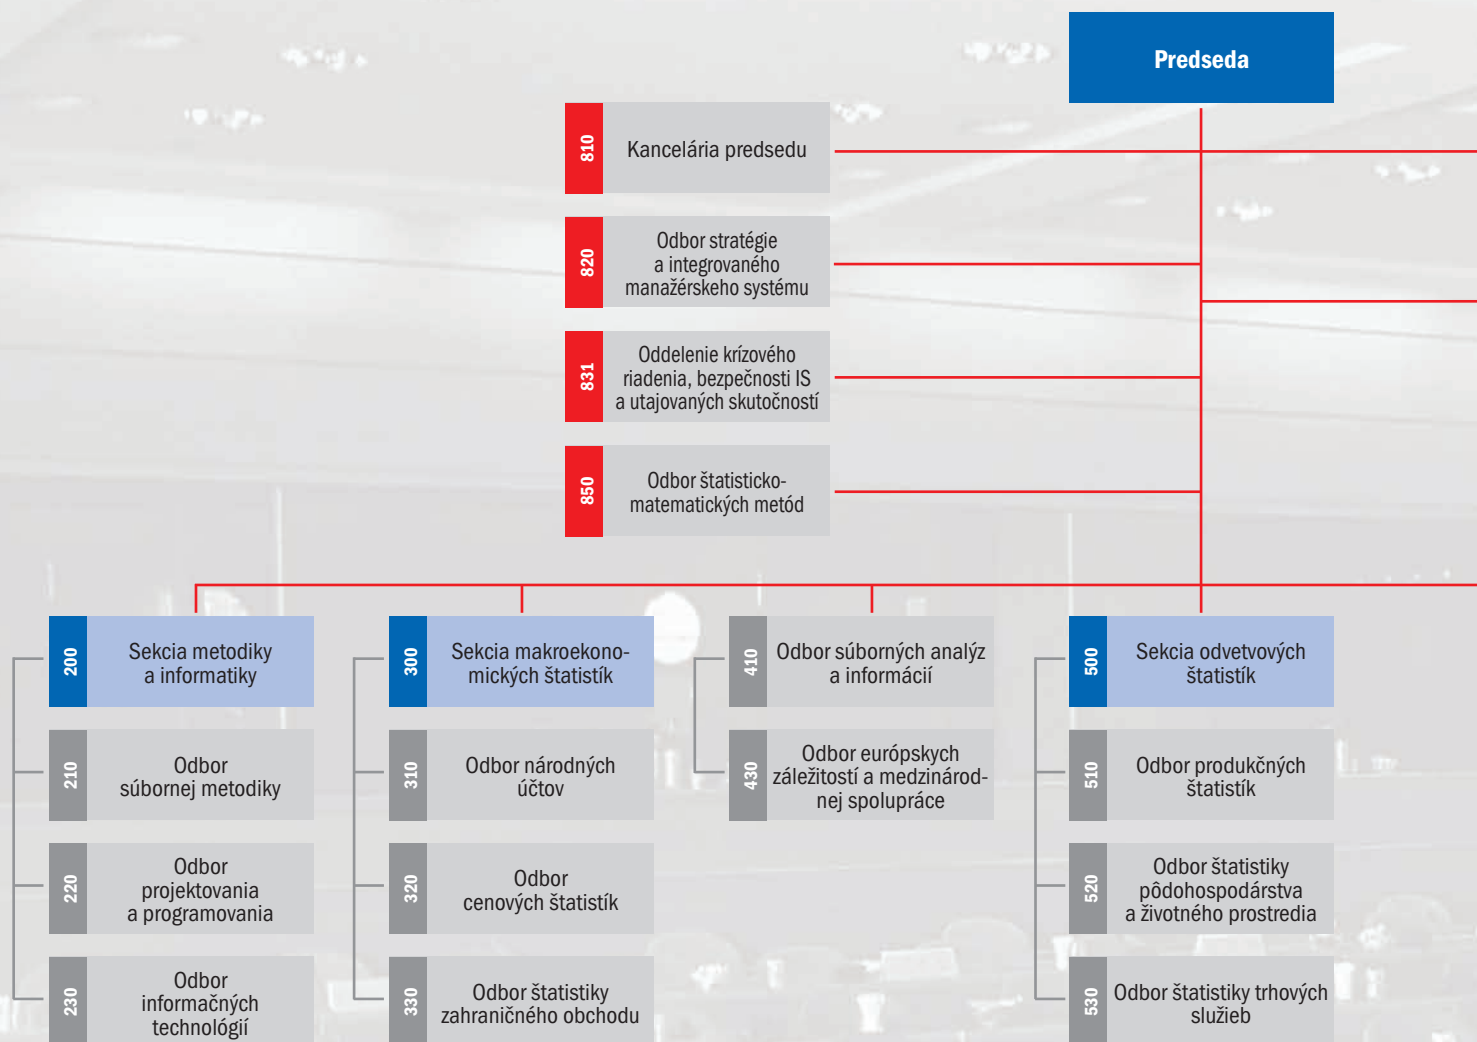 Predseda
810
Kancelária predsedu
820
Odbor stratégie
a integrovaného
manažérskeho systému
831
Oddelenie krízového
riadenia, bezpečnosti IS
a utajovaných skutočností
850
Odbor štatisticko-
matematických metód
200
Sekcia metodiky
a informatiky
210
Odbor
súbornej metodiky
220
Odbor
projektovania
a programovania
230
Odbor
informačných
technológií
300
Sekcia makroekono-
mických štatistík
310
Odbor národných
účtov
320
Odbor
cenových štatistík
330
Odbor štatistiky
zahraničného obchodu
410
Odbor súborných analýz
a informácií
430
Odbor európskych
záležitostí a medzinárod-
nej spolupráce
500
Sekcia odvetvových
štatistík
510
Odbor produkčných
štatistík
520
Odbor štatistiky
pôdohospodárstva
a životného prostredia
530
Odbor štatistiky trhových
služieb